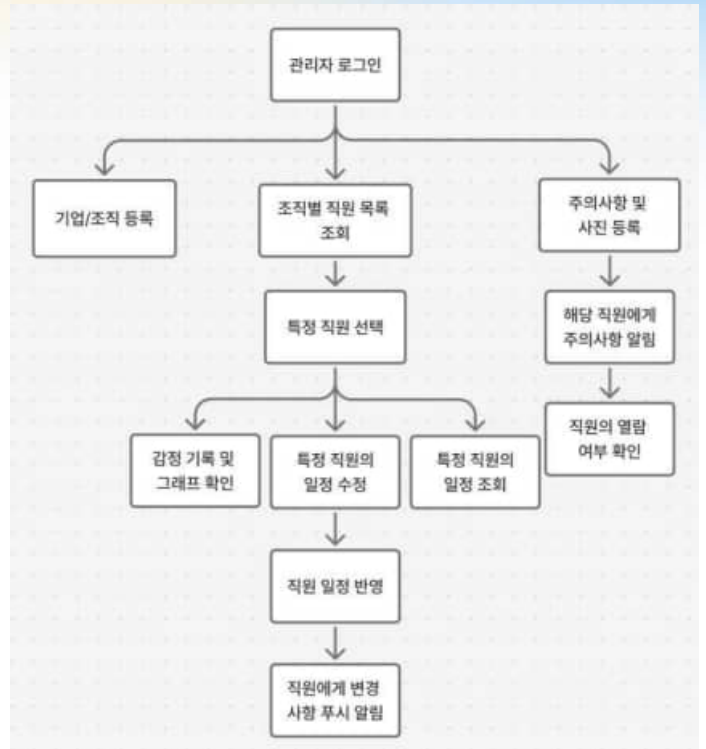 관리자 로그인
기업/조직 등록
조직별 직원 목록
조회
주의사항 및
사진 등록
특정 직원 선택
해당 직원에게
주의사항 알림
감정 기록 및
그래프 확인
특정 직원의
일정 수정
특정 직원의
일정 조회
직원의 열람
여부 확인
직원 일정 반영
직원에게 변경
사항 푸시 알림